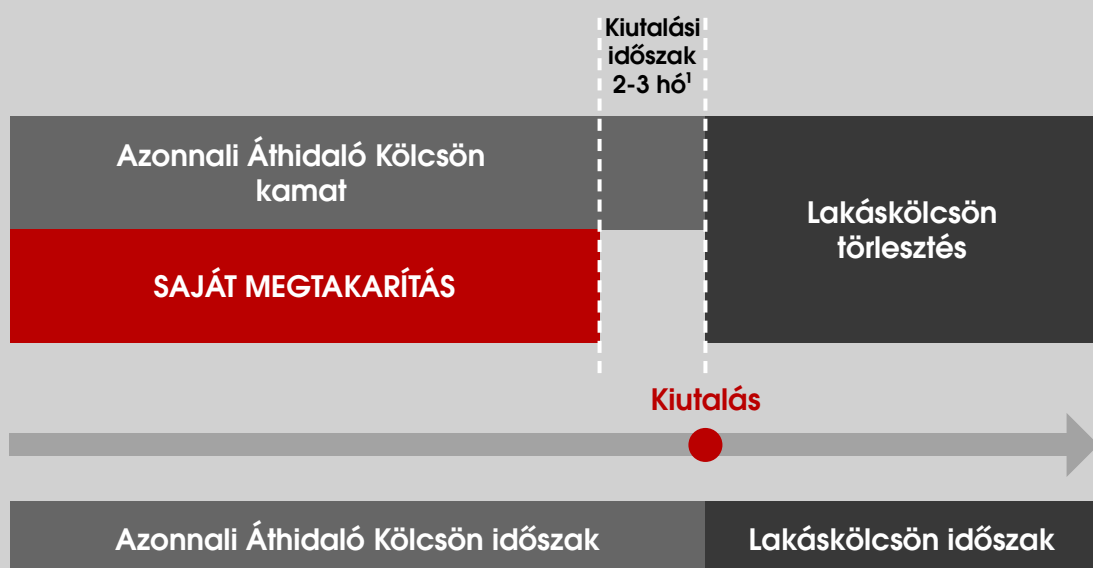 Kiutalási
időszak
2-3 hó¹
Azonnali Áthidaló Kölcsön
kamat
Lakáskölcsön
törlesztés
SAJÁT MEGTAKARÍTÁS
Kiutalás
Azonnali Áthidaló Kölcsön időszak
Lakáskölcsön időszak